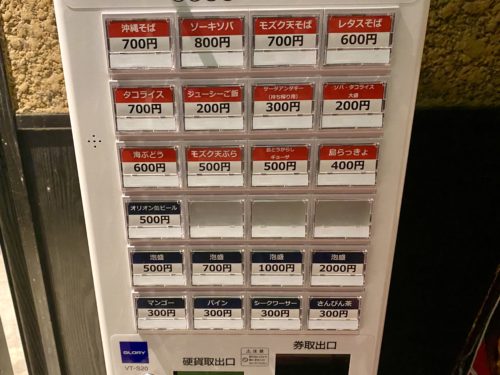 沖縄そば
700円
ソーキソバ
800円
モズク天そば
700円
レタスそば
600円
タコライス
700円
ジューシーご飯
200円
サーダアンダギー
(持ち帰り用)
300円
ソバ・タコライス
大盛
200円
海ぶどう
600円
モズク天ぷら
500円
島とうがらし
ギョーザ
500円
島らっきょ
400円
オリオン缶ビール
500円
泡盛
500円
泡盛
700円
泡盛
1000円
泡盛
2000円
マンゴー
300円
パイン
300円
シークワーサー
300円
さんぴん茶
300円
GLORY
VT-S20
硬貨取出口
券取出口